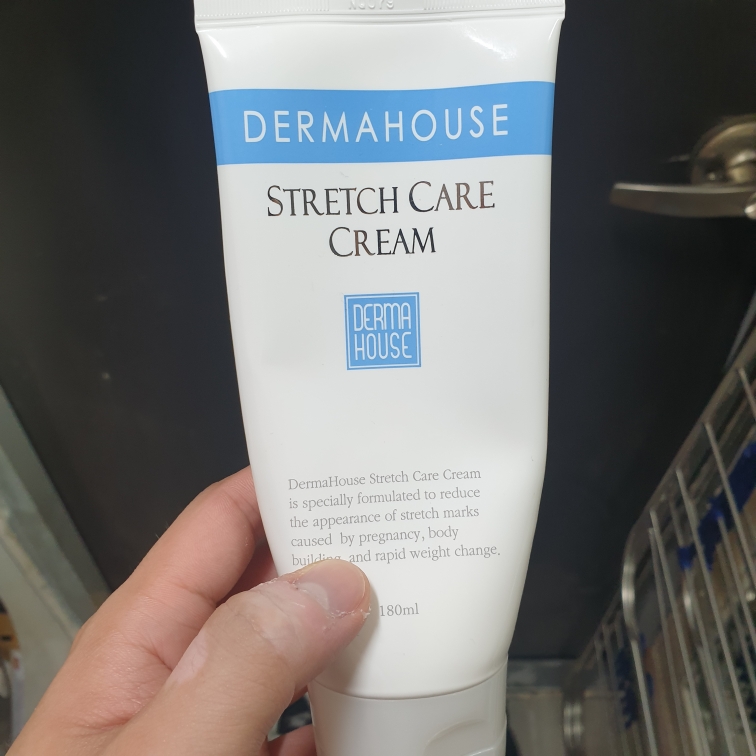 DERMAHOUSE
STRETCH CARE
CREAM
DERMA
HOUSE
DermaHouse Stretch Care Cream
is specially formulated to reduce
the appearance of stretch marks
caused by pregnancy, body
building, and rapid weight change.
180ml